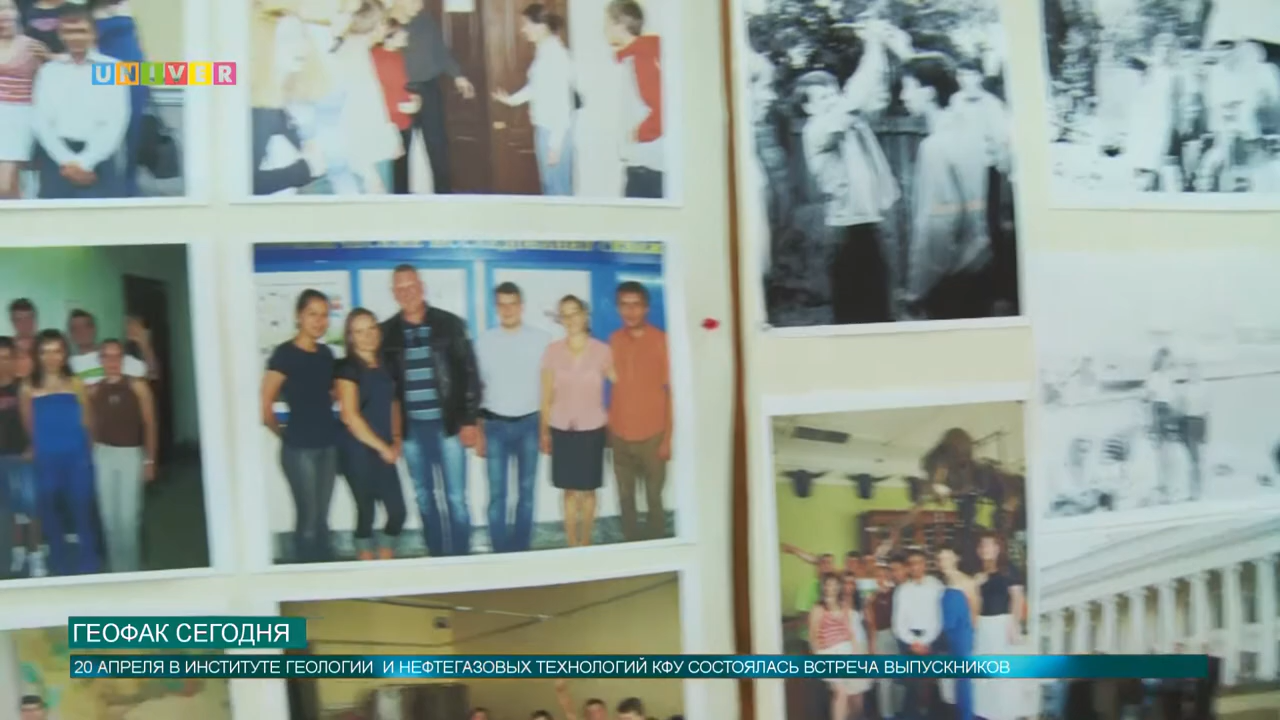 UNIVER
ГЕОФАК СЕГОДНЯ
20 АПРЕЛЯ В ИНСТИТУТЕ ГЕОЛОГИИ И НЕФТЕГАЗОВЫХ ТЕХНОЛОГИЙ КФУ СОСТОЯЛАСЬ ВСТРЕЧА ВЫПУСКНИКОВ